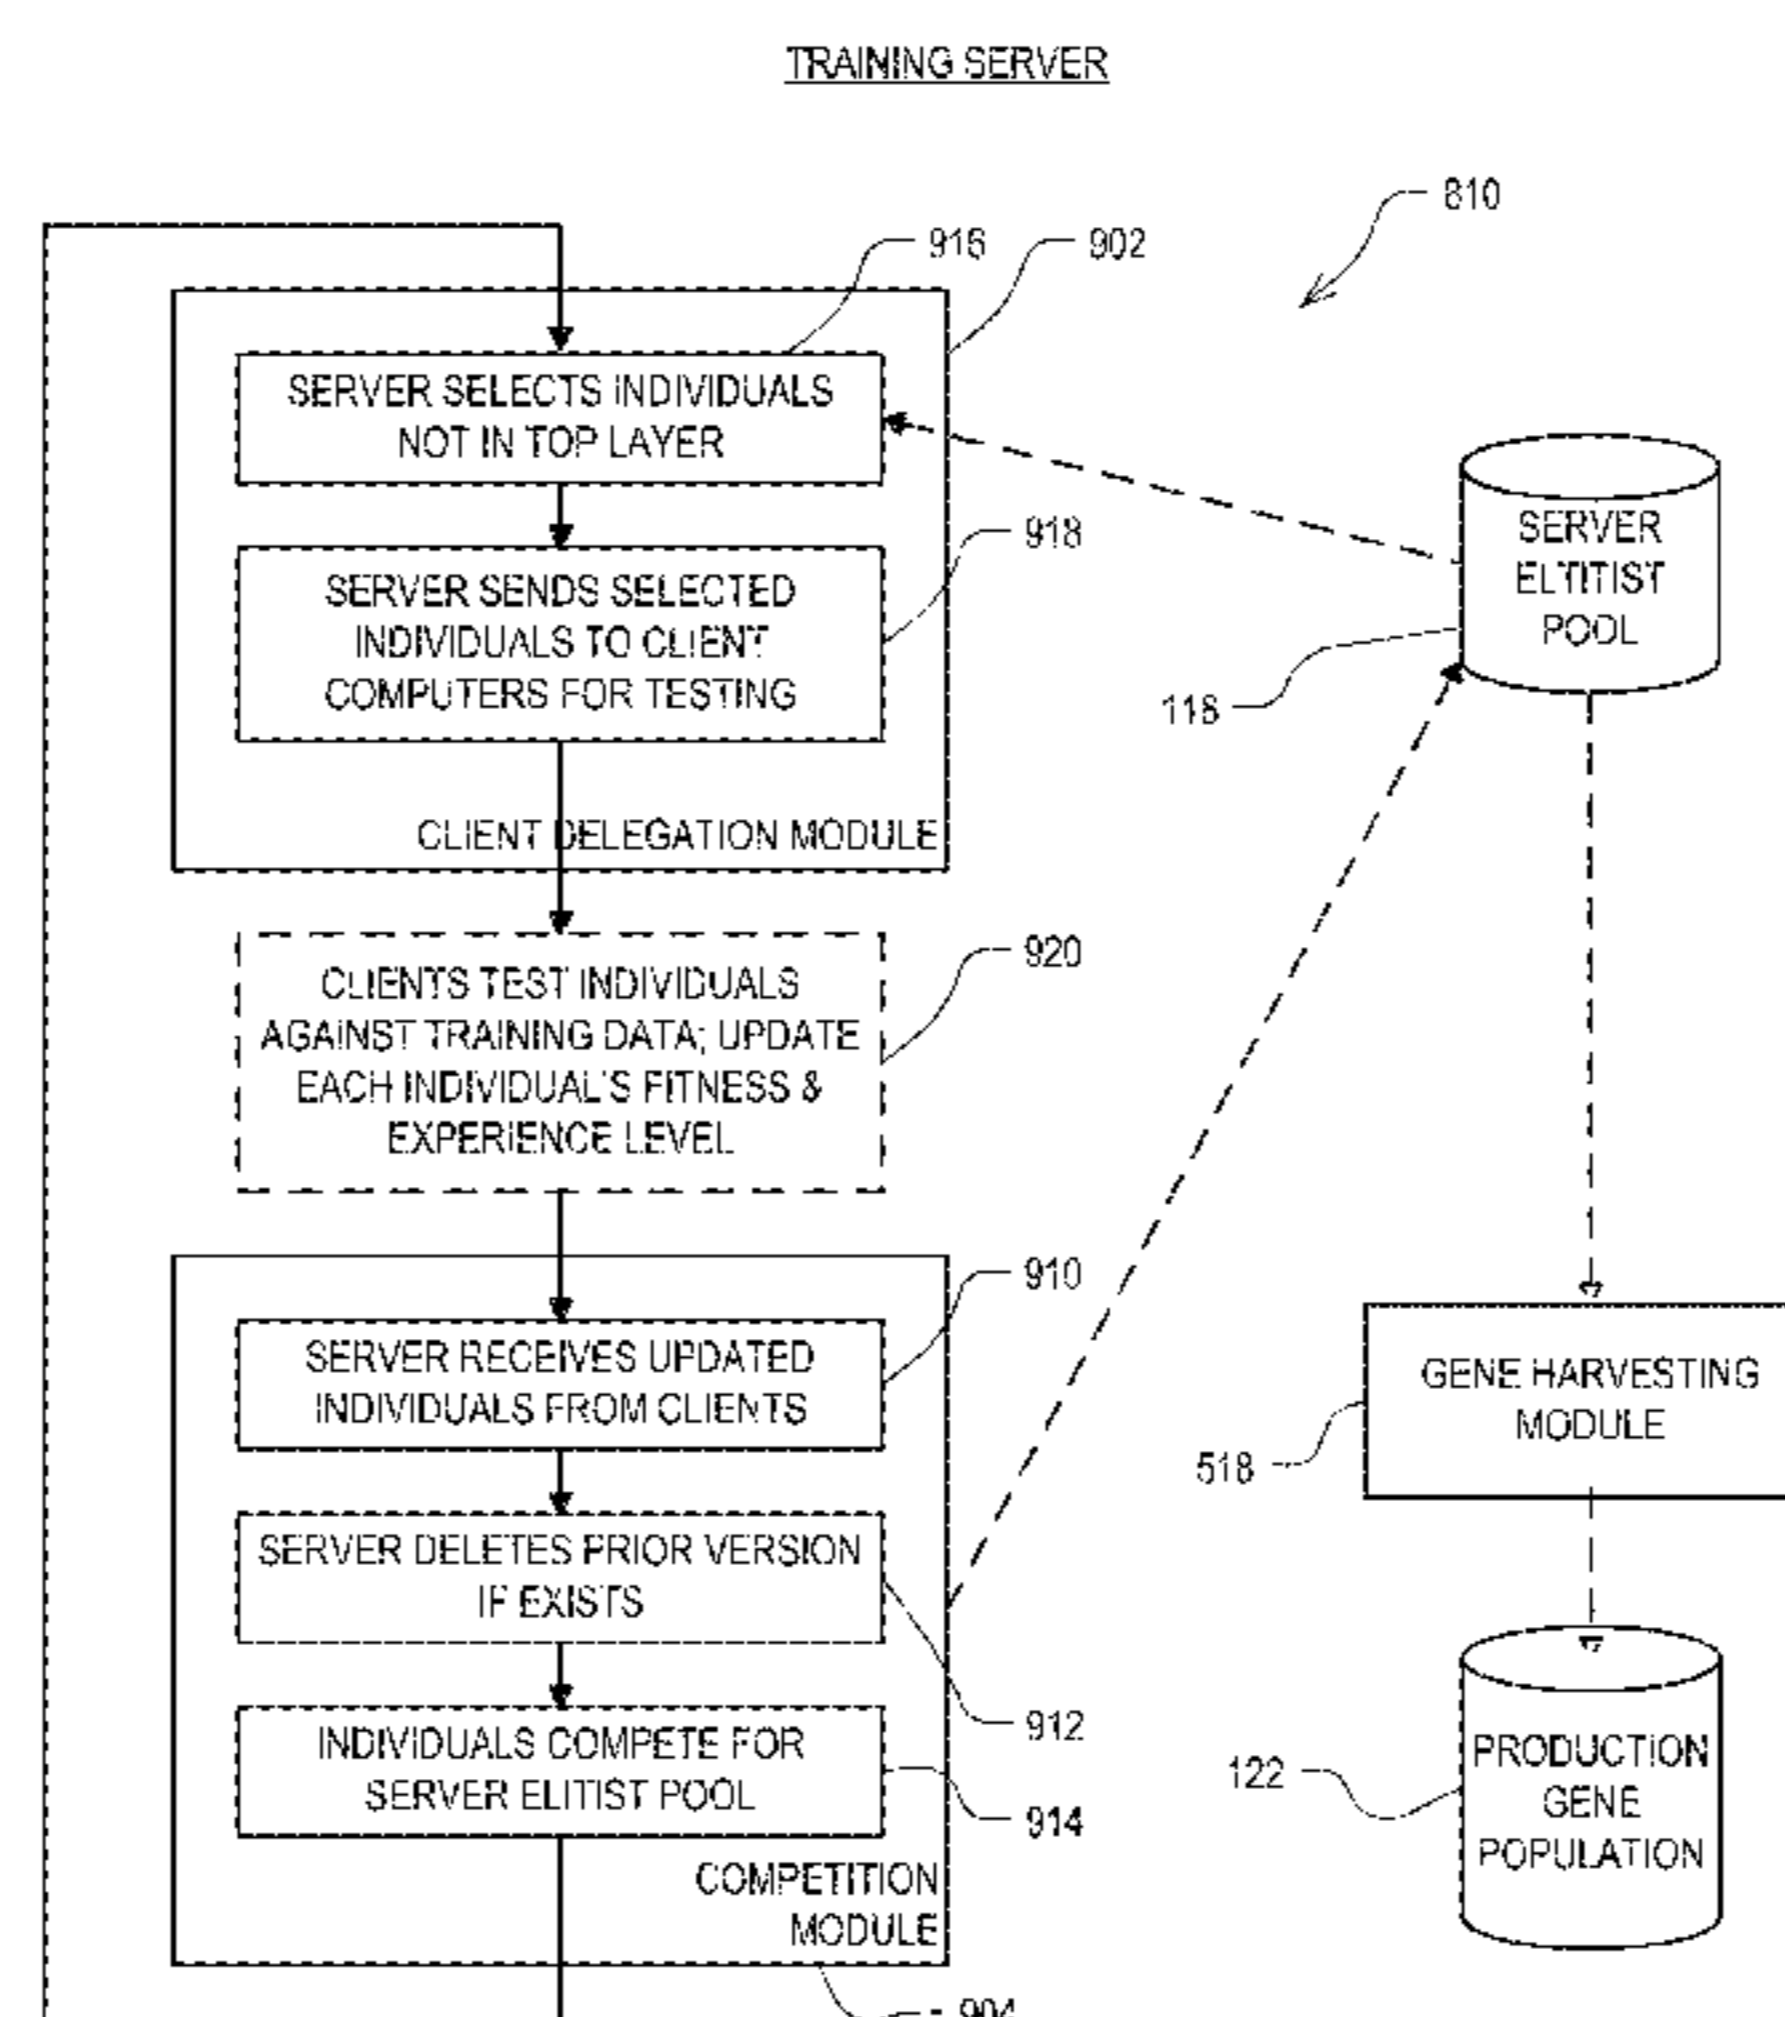 TRAINING SERVER
810
916
902
SERVER SELECTS INDIVIDUALS
NOT IN TOP LAYER
918
SERVER SENDS SELECTED
INDIVIDUALS TO CLIENT
COMPUTERS FOR TESTING
CLIENT DELEGATION MODULE
SERVER
ELTITIST
POOL
118
920
CLIENTS TEST INDIVIDUALS
AGAINST TRAINING DATA; UPDATE
EACH INDIVIDUAL'S FITNESS &
EXPERIENCE LEVEL
910
SERVER RECEIVES UPDATED
INDIVIDUALS FROM CLIENTS
GENE HARVESTING
MODULE
518
SERVER DELETES PRIOR VERSION
IF EXISTS
912
INDIVIDUALS COMPETE FOR
SERVER ELITIST POOL
914
COMPETITION
MODULE
904
122
PRODUCTION
GENE
POPULATION